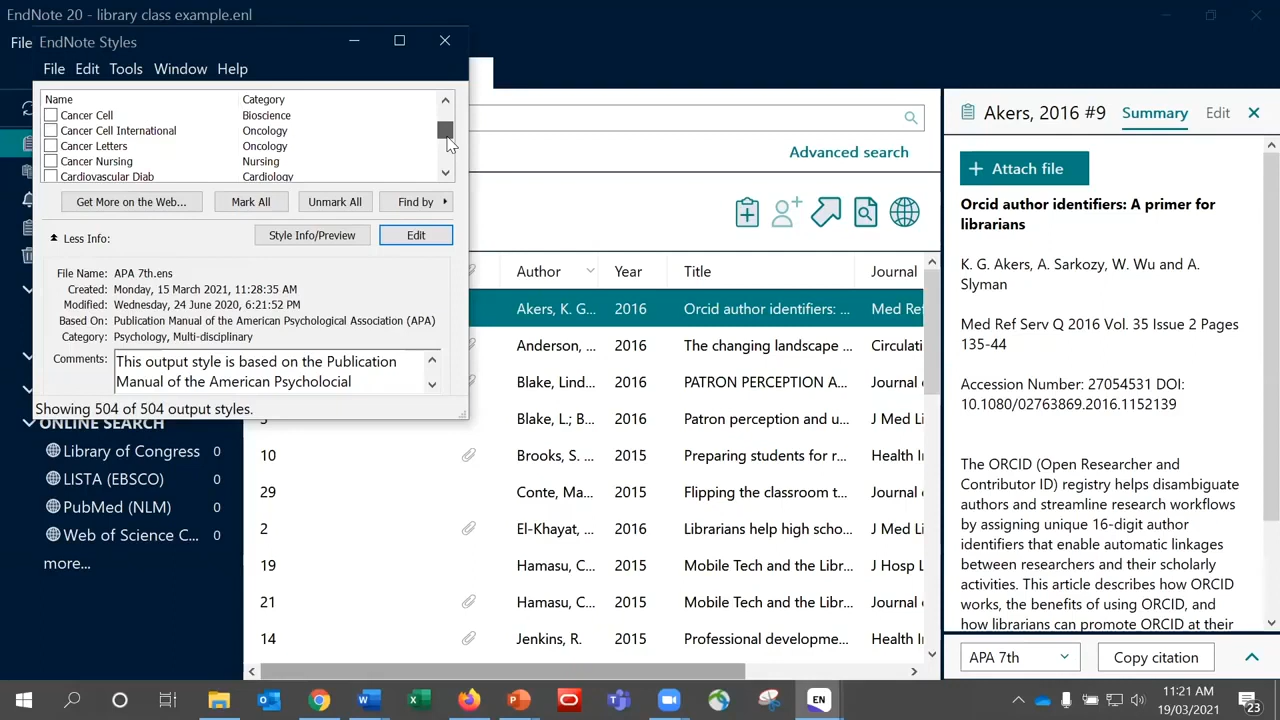 EndNote 20 - library class example.enl
File
EndNote Styles
File Edit Tools Window Help
Name Category
Cancer Cell Bioscience
Cancer Cell International Oncology
Cancer Letters Oncology
Cancer Nursing Nursing
Cardiovascular Diab Cardiology
Get More on the Web... Mark All Unmark All Find by
Less Info: Style Info/Preview Edit
File Name: APA 7th.ens
Created: Monday, 15 March 2021, 11:28:35 AM
Modified: Wednesday, 24 June 2020, 6:21:52 PM
Based On: Publication Manual of the American Psychological Association (APA)
Category: Psychology, Multi-disciplinary
Comments: This output style is based on the Publication
Manual of the American Psycholocial
Showing 504 of 504 output styles.
ONLINE SEARCH
Library of Congress 0
LISTA (EBSCO) 0
PubMed (NLM) 0
Web of Science C... 0
more...
Advanced search
Author Year Title Journal
Akers, K. G... 2016 Orcid author identifiers: ... Med Ref
Anderson, ... 2016 The changing landscape ... Circulati
Blake, Lind... 2016 PATRON PERCEPTION A... J Med Li
Blake, L.; B... 2016 Patron perception and u... J Med Li
10 Brooks, S. ... 2015 Preparing students for r... Health In
29 Conte, Ma... 2015 Flipping the classroom t... Journal o
2 El-Khayat, ... 2016 Librarians help high scho... J Med Li
19 Hamasu, C... 2015 Mobile Tech and the Libr... J Hosp L
21 Hamasu, C... 2015 Mobile Tech and the Libr... Journal o
14 Jenkins, R. 2015 Professional developme... Health In
Akers, 2016 #9 Summary Edit
Attach file
Orcid author identifiers: A primer for
librarians
K. G. Akers, A. Sarkozy, W. Wu and A.
Slyman
Med Ref Serv Q 2016 Vol. 35 Issue 2 Pages
135-44
Accession Number: 27054531 DOI:
10.1080/02763869.2016.1152139
The ORCID (Open Researcher and
Contributor ID) registry helps disambiguate
authors and streamline research workflows
by assigning unique 16-digit author
identifiers that enable automatic linkages
between researchers and their scholarly
activities. This article describes how ORCID
works, the benefits of using ORCID, and
how librarians can promote ORCID at their
APA 7th Copy citation
EN
11:21 AM
19/03/2021
23